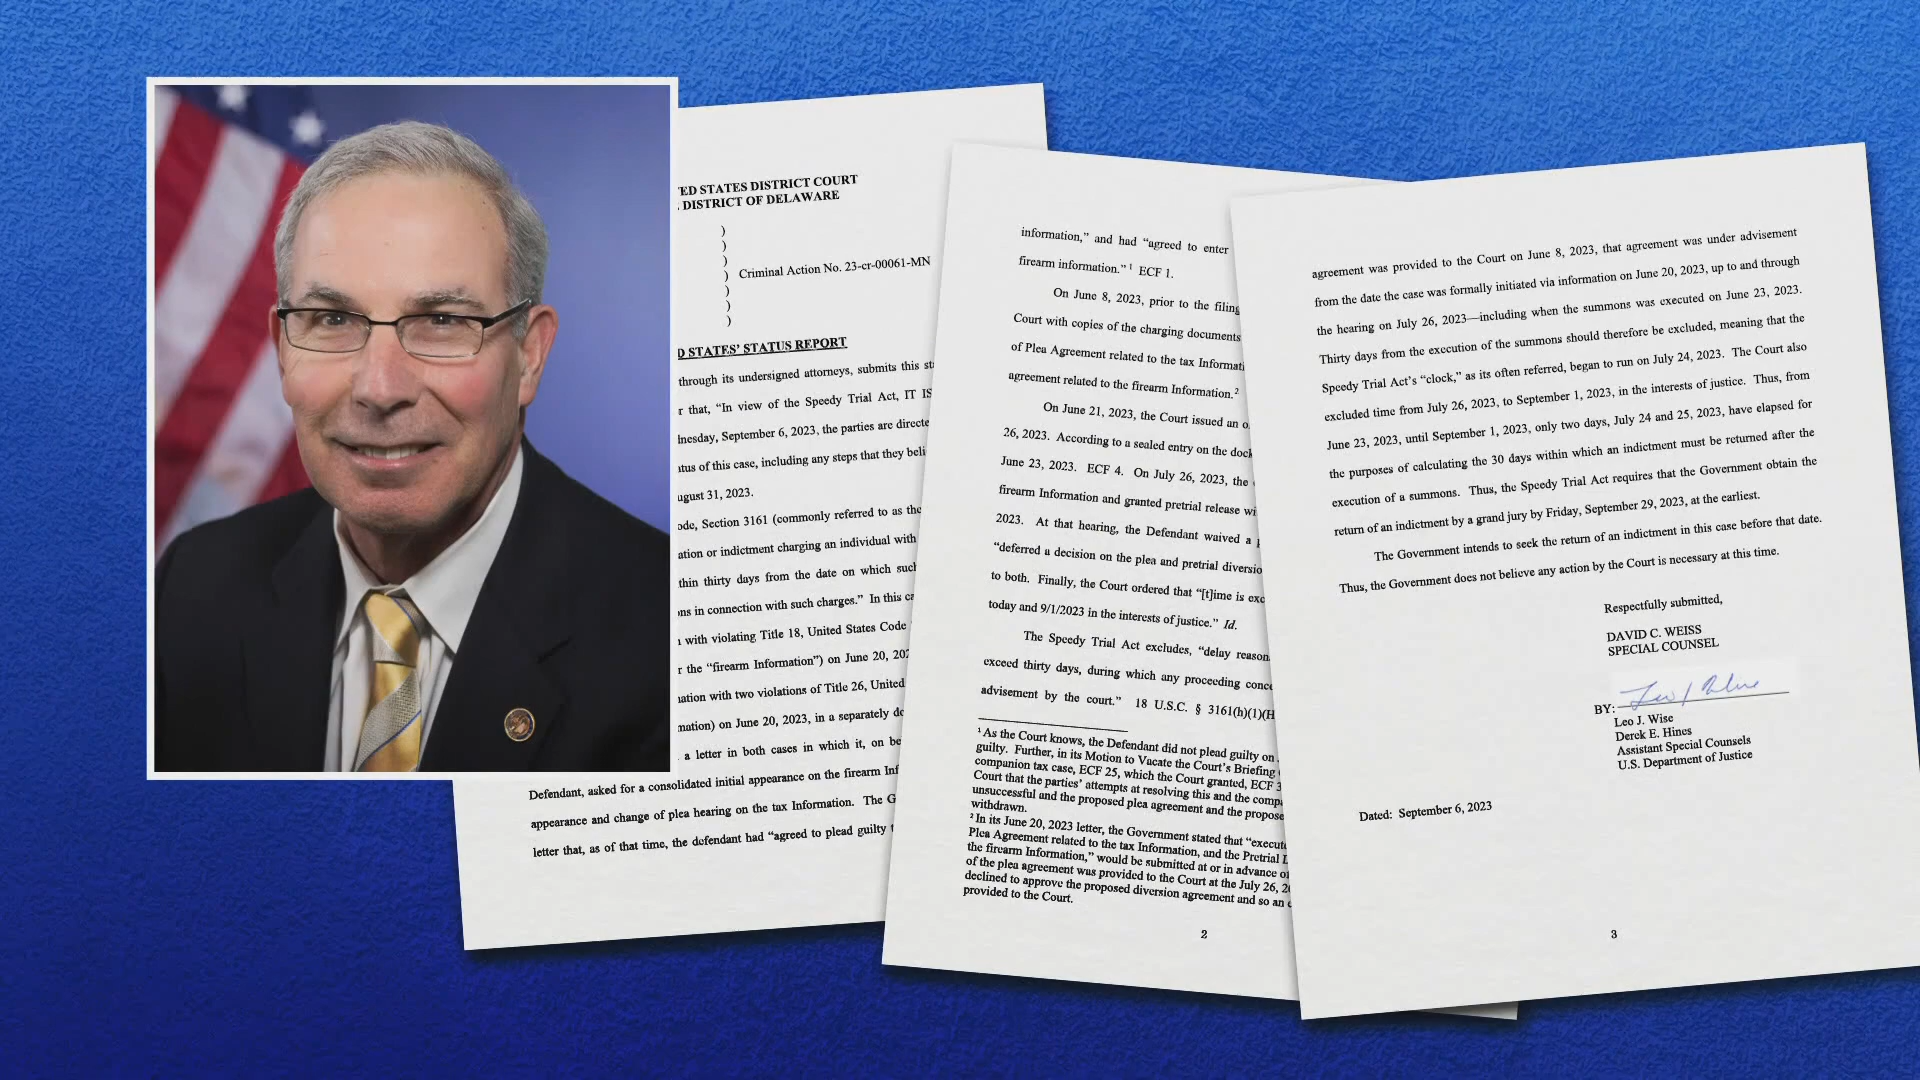 TED STATES DISTRICT COURT
DISTRICT OF DELAWARE
)
)
)
) Criminal Action No. 23-cr-00061-MN
)
)
)
D STATES' STATUS REPORT
through its undersigned attorneys, submits this st
r that, “In view of the Speedy Trial Act, IT IS
dnesday, September 6, 2023, the parties are directe
atus of this case, including any steps that they beli
ugust 31, 2023.
ode, Section 3161 (commonly referred to as the
ation or indictment charging an individual with
thin thirty days from the date on which such
ons in connection with such charges.” In this ca
with violating Title 18, United States Code
r the “firearm Information”) on June 20, 202
nation with two violations of Title 26, United
mation) on June 20, 2023, in a separately do
a letter in both cases in which it, on be
Defendant, asked for a consolidated initial appearance on the firearm Inf
appearance and change of plea hearing on the tax Information. The G
letter that, as of that time, the defendant had “agreed to plead guilty t
information,” and had “agreed to enter
firearm information.” 1 ECF 1.
On June 8, 2023, prior to the filing
Court with copies of the charging documents
of Plea Agreement related to the tax Informati
agreement related to the firearm Information.2
On June 21, 2023, the Court issued an o
26, 2023. According to a sealed entry on the dock
June 23, 2023. ECF 4. On July 26, 2023, the
firearm Information and granted pretrial release wi
2023. At that hearing, the Defendant waived a
“deferred a decision on the plea and pretrial diversio
to both. Finally, the Court ordered that “[t]ime is exc
today and 9/1/2023 in the interests of justice.” Id.
The Speedy Trial Act excludes, “delay reason
exceed thirty days, during which any proceeding conce
advisement by the court.” 18 U.S.C. § 3161(h)(1)(H
1 As the Court knows, the Defendant did not plead guilty on
guilty. Further, in its Motion to Vacate the Court's Briefing
companion tax case, ECF 25, which the Court granted, ECF 3
Court that the parties' attempts at resolving this and the comp
unsuccessful and the proposed plea agreement and the propose
withdrawn.
2 In its June 20, 2023 letter, the Government stated that “execute
Plea Agreement related to the tax Information, and the Pretrial
the firearm Information,” would be submitted at or in advance o
of the plea agreement was provided to the Court at the July 26, 2
declined to approve the proposed diversion agreement and so an
provided to the Court.
2
agreement was provided to the Court on June 8, 2023, that agreement was under advisement
from the date the case was formally initiated via information on June 20, 2023, up to and through
the hearing on July 26, 2023—including when the summons was executed on June 23, 2023.
Thirty days from the execution of the summons should therefore be excluded, meaning that the
Speedy Trial Act's “clock,” as its often referred, began to run on July 24, 2023. The Court also
excluded time from July 26, 2023, to September 1, 2023, in the interests of justice. Thus, from
June 23, 2023, until September 1, 2023, only two days, July 24 and 25, 2023, have elapsed for
the purposes of calculating the 30 days within which an indictment must be returned after the
execution of a summons. Thus, the Speedy Trial Act requires that the Government obtain the
return of an indictment by a grand jury by Friday, September 29, 2023, at the earliest.
The Government intends to seek the return of an indictment in this case before that date.
Thus, the Government does not believe any action by the Court is necessary at this time.
Respectfully submitted,
DAVID C. WEISS
SPECIAL COUNSEL
BY:
Leo J. Wise
Derek E. Hines
Assistant Special Counsels
U.S. Department of Justice
Dated: September 6, 2023
3